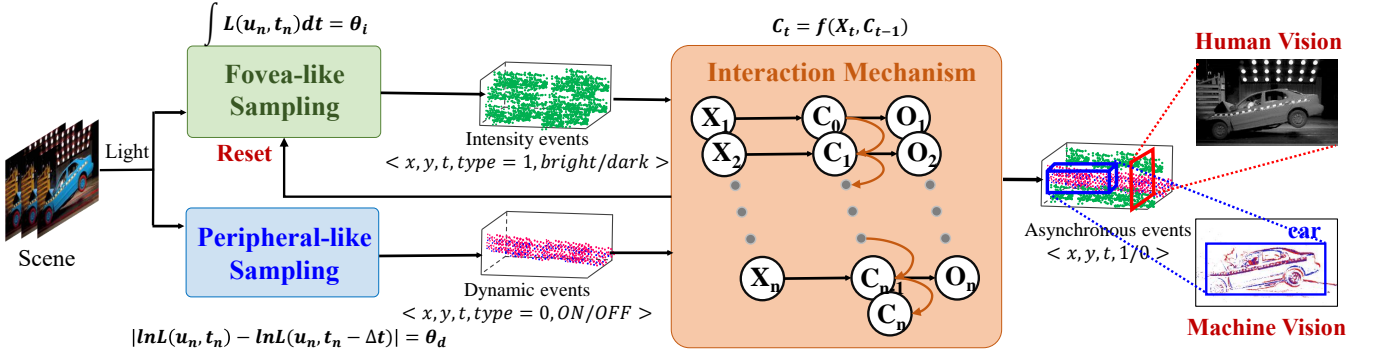 ∫ L(u_n, t_n)dt = θ_i
C_t = f(X_t, C_{t-1})
Human Vision
Fovea-like
Sampling
Interaction Mechanism
X_1 C_0 O_1
X_2 C_1 O_2
Light
Reset
Intensity events
< x, y, t, type = 1, bright/dark >
Scene
Peripheral-like
Sampling
Dynamic events
< x, y, t, type = 0, ON/OFF >
X_n C_{n-1} O_n
C_n
Asynchronous events
< x, y, t, 1/0 >
car
Machine Vision
|lnL(u_n, t_n) − lnL(u_n, t_n − Δt)| = θ_d